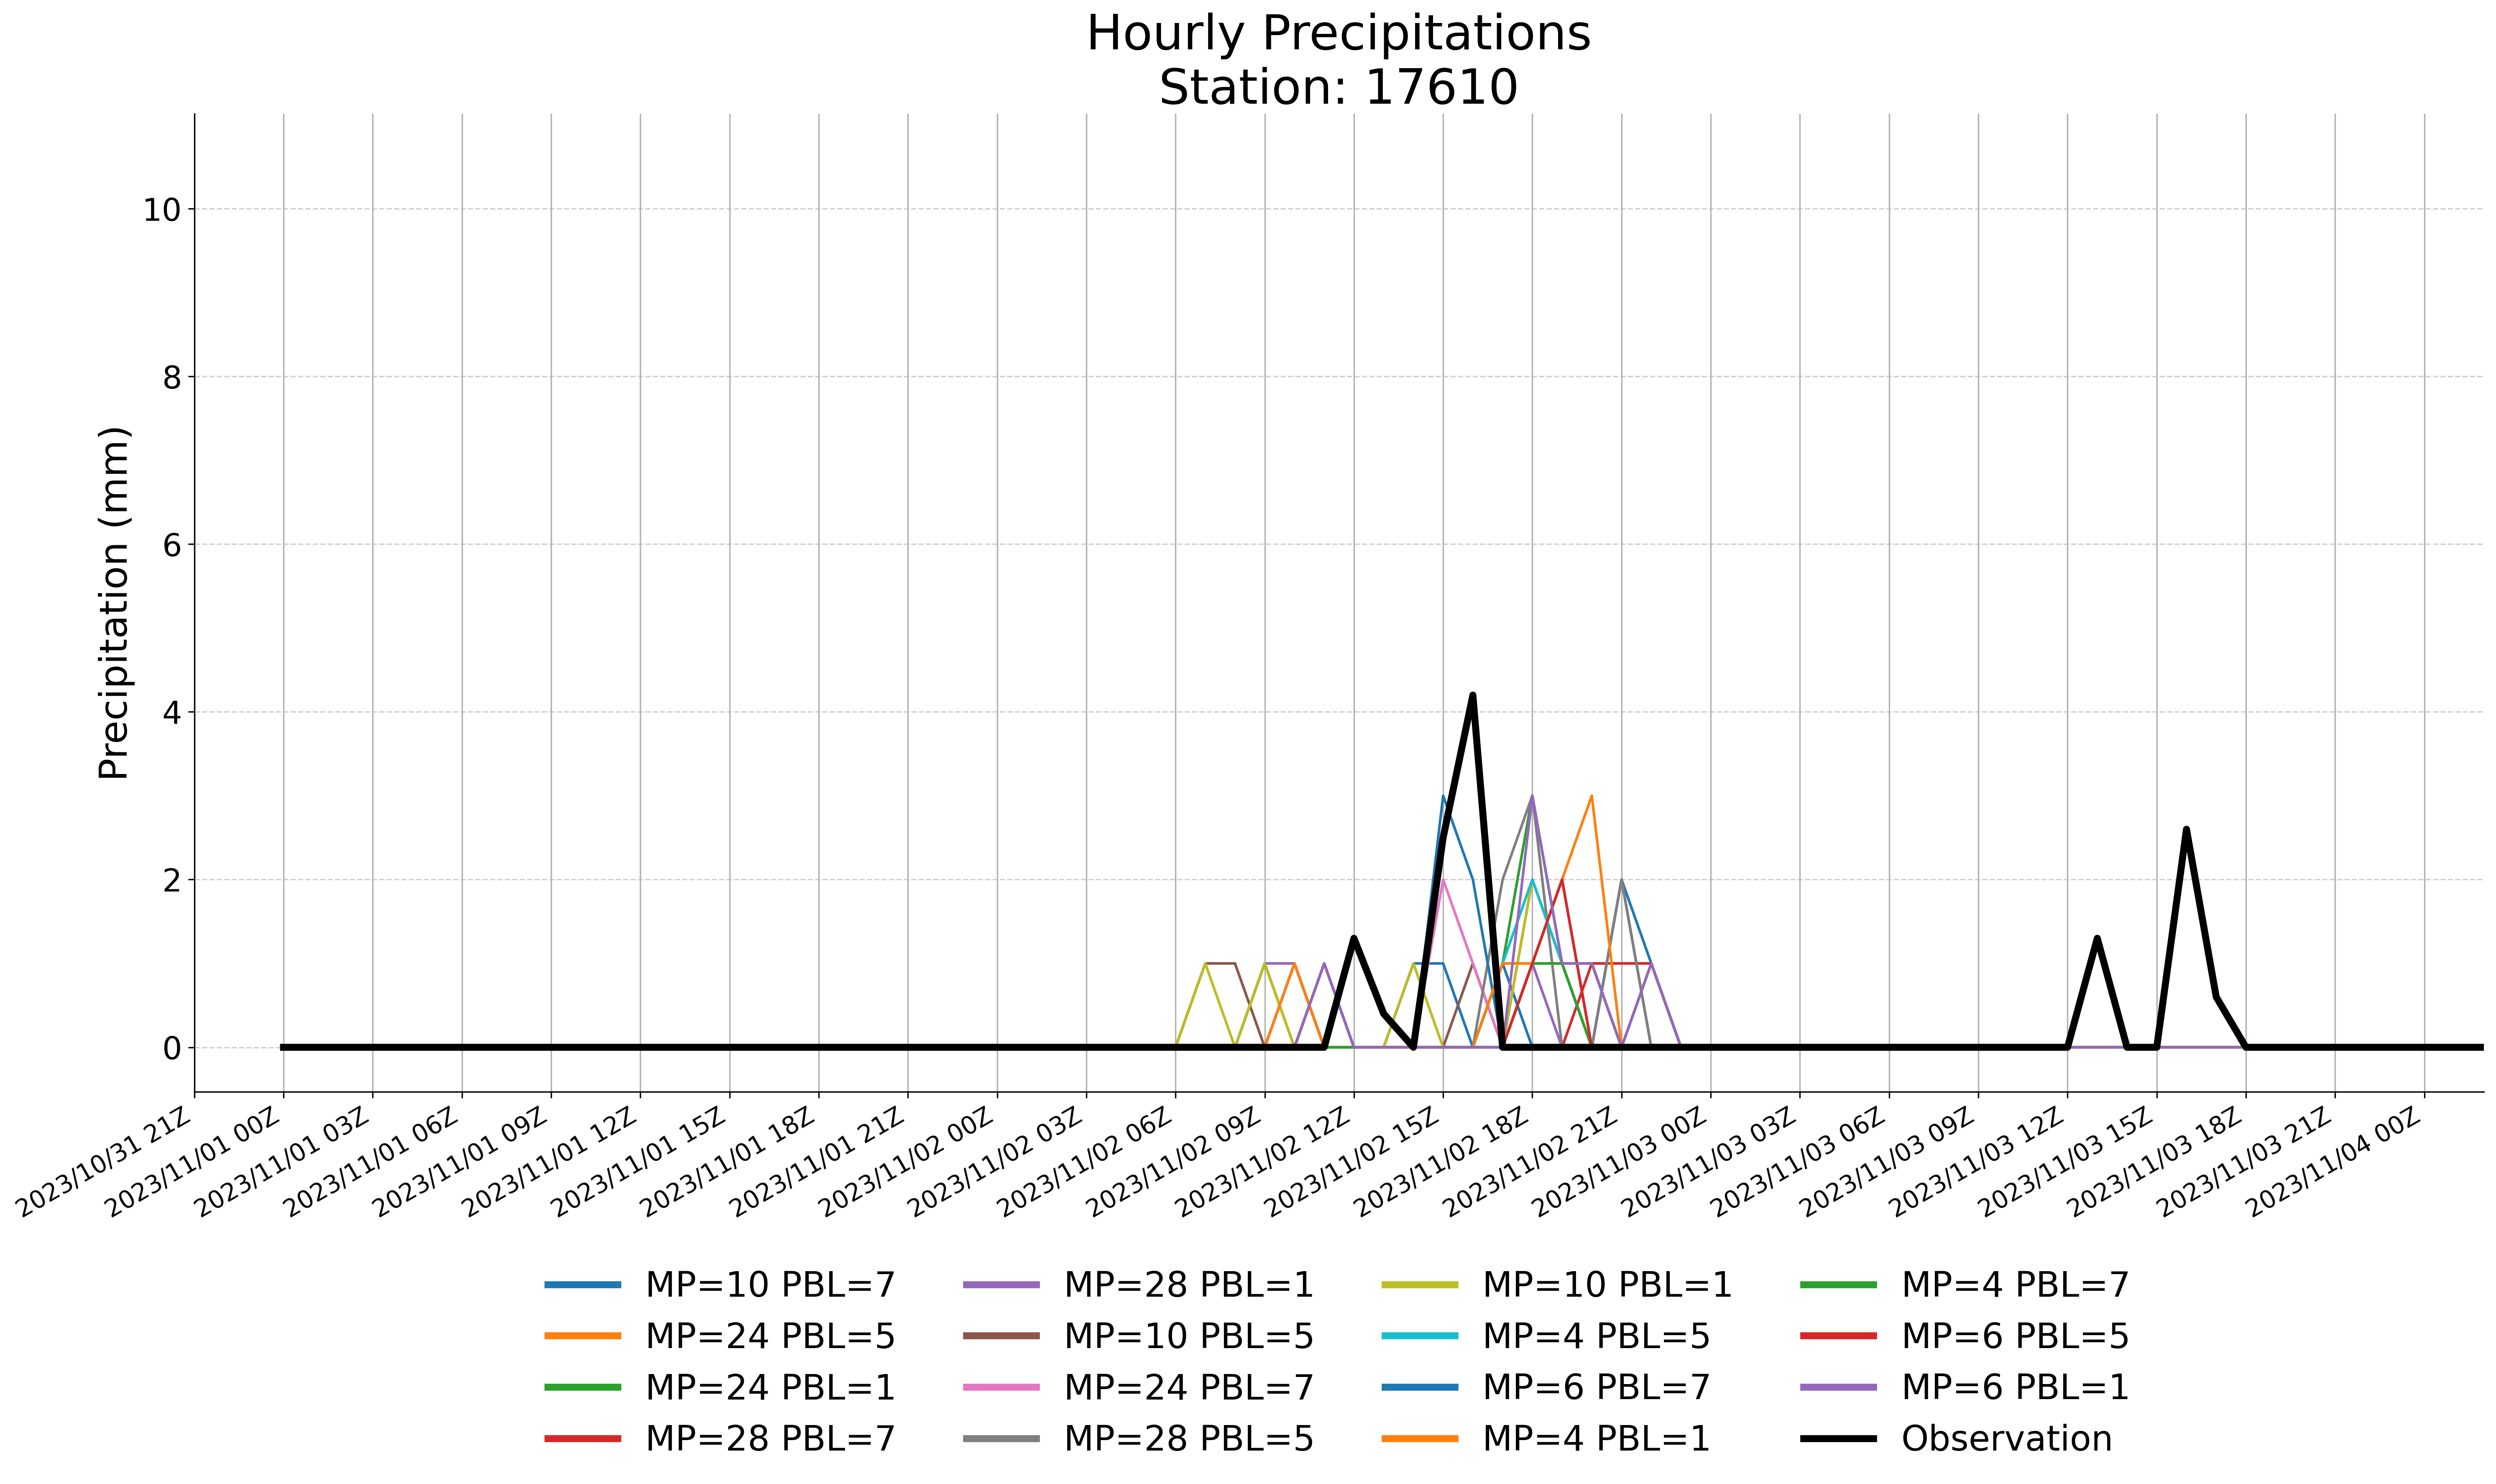 Hourly Precipitations
Station: 17610
Precipitation (mm)
10
8
6
4
2
0
2023/10/31 21Z
2023/11/01 00Z
2023/11/01 03Z
2023/11/01 06Z
2023/11/01 09Z
2023/11/01 12Z
2023/11/01 15Z
2023/11/01 18Z
2023/11/01 21Z
2023/11/02 00Z
2023/11/02 03Z
2023/11/02 06Z
2023/11/02 09Z
2023/11/02 12Z
2023/11/02 15Z
2023/11/02 18Z
2023/11/02 21Z
2023/11/03 00Z
2023/11/03 03Z
2023/11/03 06Z
2023/11/03 09Z
2023/11/03 12Z
2023/11/03 15Z
2023/11/03 18Z
2023/11/03 21Z
2023/11/04 00Z
MP=10 PBL=7
MP=24 PBL=5
MP=24 PBL=1
MP=28 PBL=7
MP=28 PBL=1
MP=10 PBL=5
MP=24 PBL=7
MP=28 PBL=5
MP=10 PBL=1
MP=4 PBL=5
MP=6 PBL=7
MP=4 PBL=1
MP=4 PBL=7
MP=6 PBL=5
MP=6 PBL=1
Observation